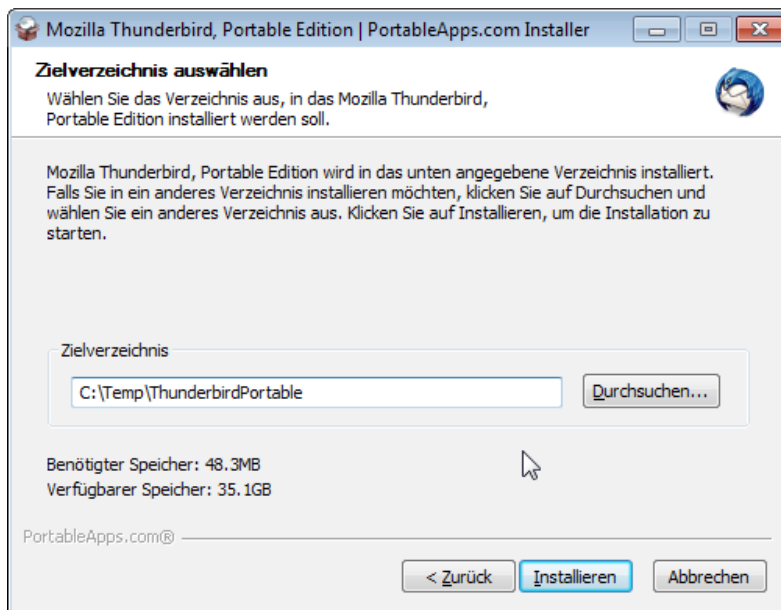 Mozilla Thunderbird, Portable Edition | PortableApps.com Installer
Zielverzeichnis auswählen
Wählen Sie das Verzeichnis aus, in das Mozilla Thunderbird,
Portable Edition installiert werden soll.
Mozilla Thunderbird, Portable Edition wird in das unten angegebene Verzeichnis installiert.
Falls Sie in ein anderes Verzeichnis installieren möchten, klicken Sie auf Durchsuchen und
wählen Sie ein anderes Verzeichnis aus. Klicken Sie auf Installieren, um die Installation zu
starten.
Zielverzeichnis
C:\Temp\ThunderbirdPortable
Durchsuchen...
Benötigter Speicher: 48.3MB
Verfügbarer Speicher: 35.1GB
PortableApps.com®
< Zurück
Installieren
Abbrechen